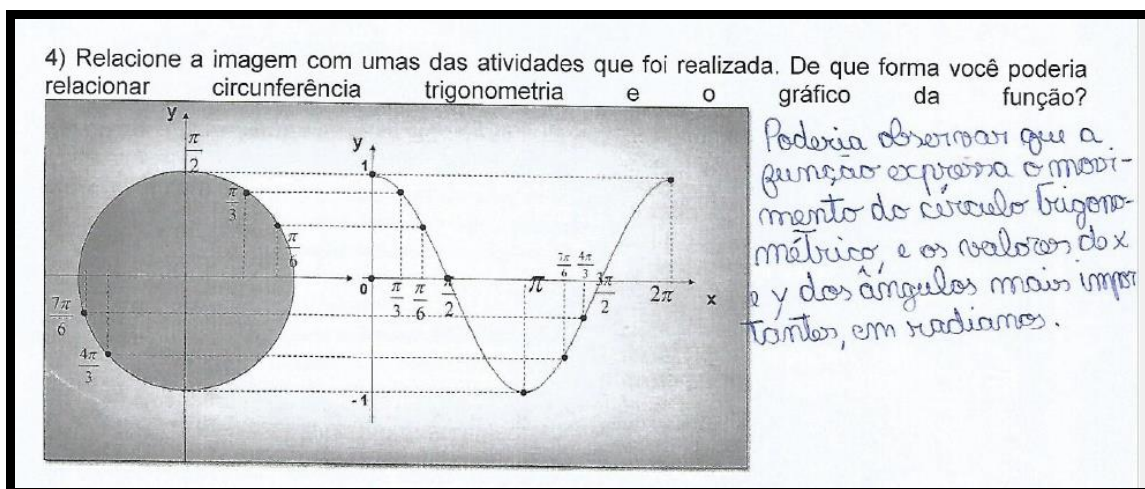 4) Relacione a imagem com umas das atividades que foi realizada. De que forma você poderia
relacionar circunferência trigonometria e o gráfico da função?
y
π/2
π/3
π/6
7π/6
4π/3
y
1
0
π/3 π/6 π/2 π 7π/6 4π/3 3π/2 2π x
-1
Poderia observar que a
função expressa o movi-
mento do círculo trigono-
métrico, e os valores do x
e y dos ângulos mais impor
tantes, em radianos.